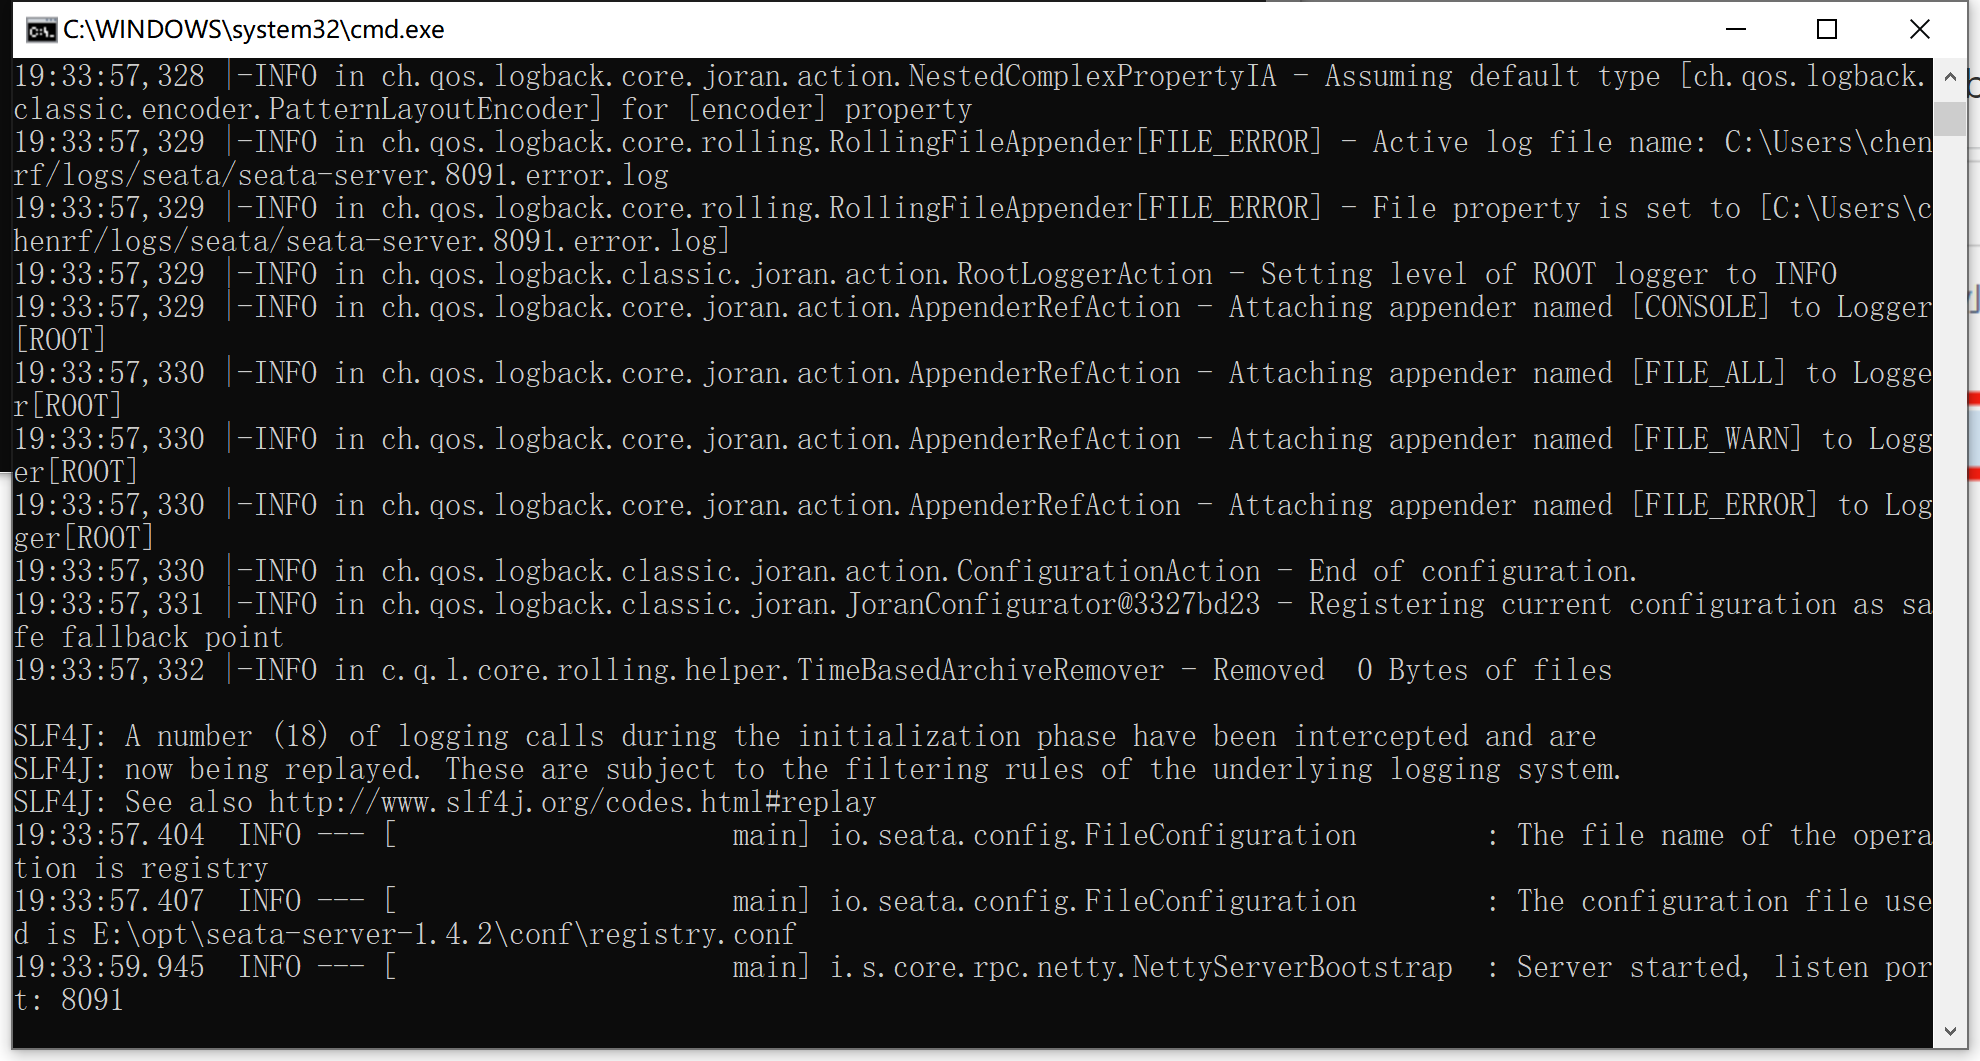 C:\WINDOWS\system32\cmd.exe
19:33:57,328 |-INFO in ch.qos.logback.core.joran.action.NestedComplexPropertyIA - Assuming default type [ch.qos.logback.
classic.encoder.PatternLayoutEncoder] for [encoder] property
19:33:57,329 |-INFO in ch.qos.logback.core.rolling.RollingFileAppender[FILE_ERROR] - Active log file name: C:\Users\chen
rf/logs/seata/seata-server.8091.error.log
19:33:57,329 |-INFO in ch.qos.logback.core.rolling.RollingFileAppender[FILE_ERROR] - File property is set to [C:\Users\c
henrf/logs/seata/seata-server.8091.error.log]
19:33:57,329 |-INFO in ch.qos.logback.classic.joran.action.RootLoggerAction - Setting level of ROOT logger to INFO
19:33:57,329 |-INFO in ch.qos.logback.core.joran.action.AppenderRefAction - Attaching appender named [CONSOLE] to Logger
[ROOT]
19:33:57,330 |-INFO in ch.qos.logback.core.joran.action.AppenderRefAction - Attaching appender named [FILE_ALL] to Logge
r[ROOT]
19:33:57,330 |-INFO in ch.qos.logback.core.joran.action.AppenderRefAction - Attaching appender named [FILE_WARN] to Logg
er[ROOT]
19:33:57,330 |-INFO in ch.qos.logback.core.joran.action.AppenderRefAction - Attaching appender named [FILE_ERROR] to Log
ger[ROOT]
19:33:57,330 |-INFO in ch.qos.logback.classic.joran.action.ConfigurationAction - End of configuration.
19:33:57,331 |-INFO in ch.qos.logback.classic.joran.JoranConfigurator@3327bd23 - Registering current configuration as sa
fe fallback point
19:33:57,332 |-INFO in c.q.l.core.rolling.helper.TimeBasedArchiveRemover - Removed  0 Bytes of files
SLF4J: A number (18) of logging calls during the initialization phase have been intercepted and are
SLF4J: now being replayed. These are subject to the filtering rules of the underlying logging system.
SLF4J: See also http://www.slf4j.org/codes.html#replay
19:33:57.404  INFO --- [                     main] io.seata.config.FileConfiguration        : The file name of the opera
tion is registry
19:33:57.407  INFO --- [                     main] io.seata.config.FileConfiguration        : The configuration file use
d is E:\opt\seata-server-1.4.2\conf\registry.conf
19:33:59.945  INFO --- [                     main] i.s.core.rpc.netty.NettyServerBootstrap  : Server started, listen por
t: 8091